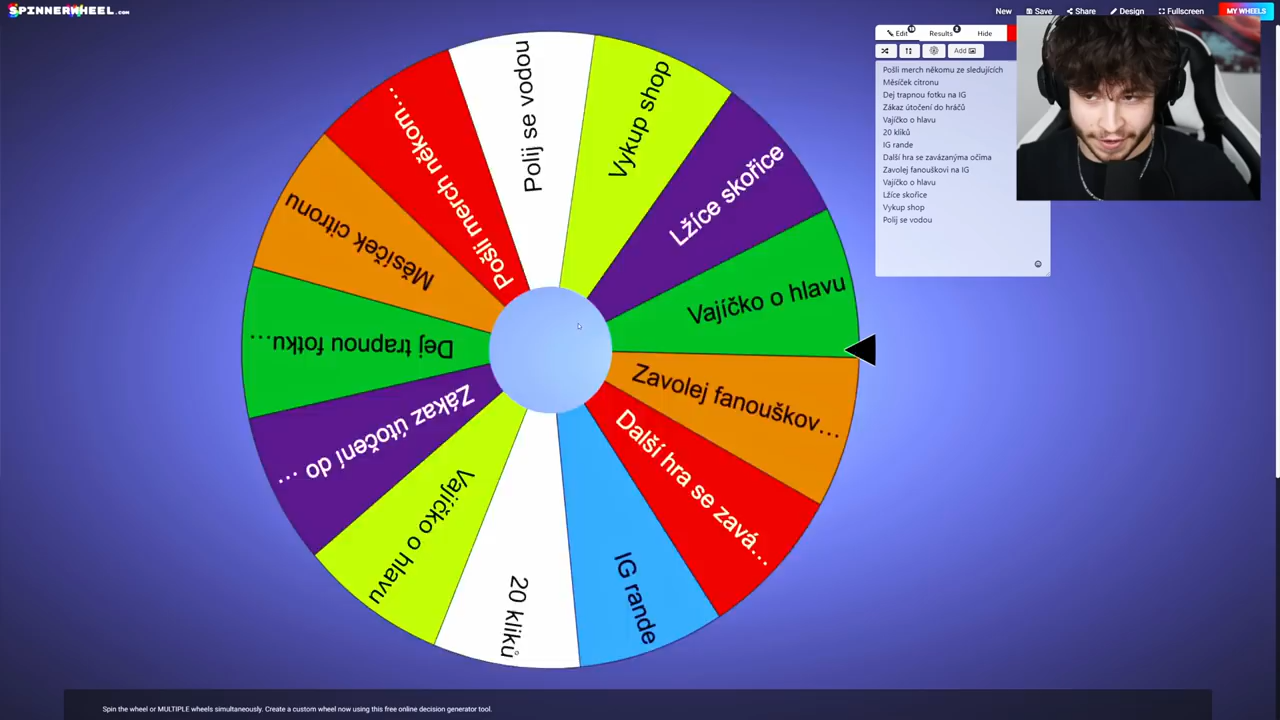 SPINNERWHEEL.COM
New
Save
Share
Design
Fullscreen
MY WHEELS
Edit
Results
Hide
Add
Pošli merch někomu ze sledujících
Měsíček citronu
Dej trapnou fotku na IG
Zákaz útočení do hráčů
Vajíčko o hlavu
20 kliků
IG rande
Další hra se zavázanýma očima
Zavolej fanouškovi na IG
Vajíčko o hlavu
Lžíce skořice
Vykup shop
Polij se vodou
Polij se vodou
Vykup shop
Lžíce skořice
Vajíčko o hlavu
Zavolej fanouškov...
Další hra se zavá...
IG rande
20 kliků
Vajíčko o hlavu
Zákaz útočení do ...
Dej trapnou fotku...
Měsíček citronu
Pošli merch někom...
Spin the wheel or MULTIPLE wheels simultaneously. Create a custom wheel now using this free online decision generator tool.